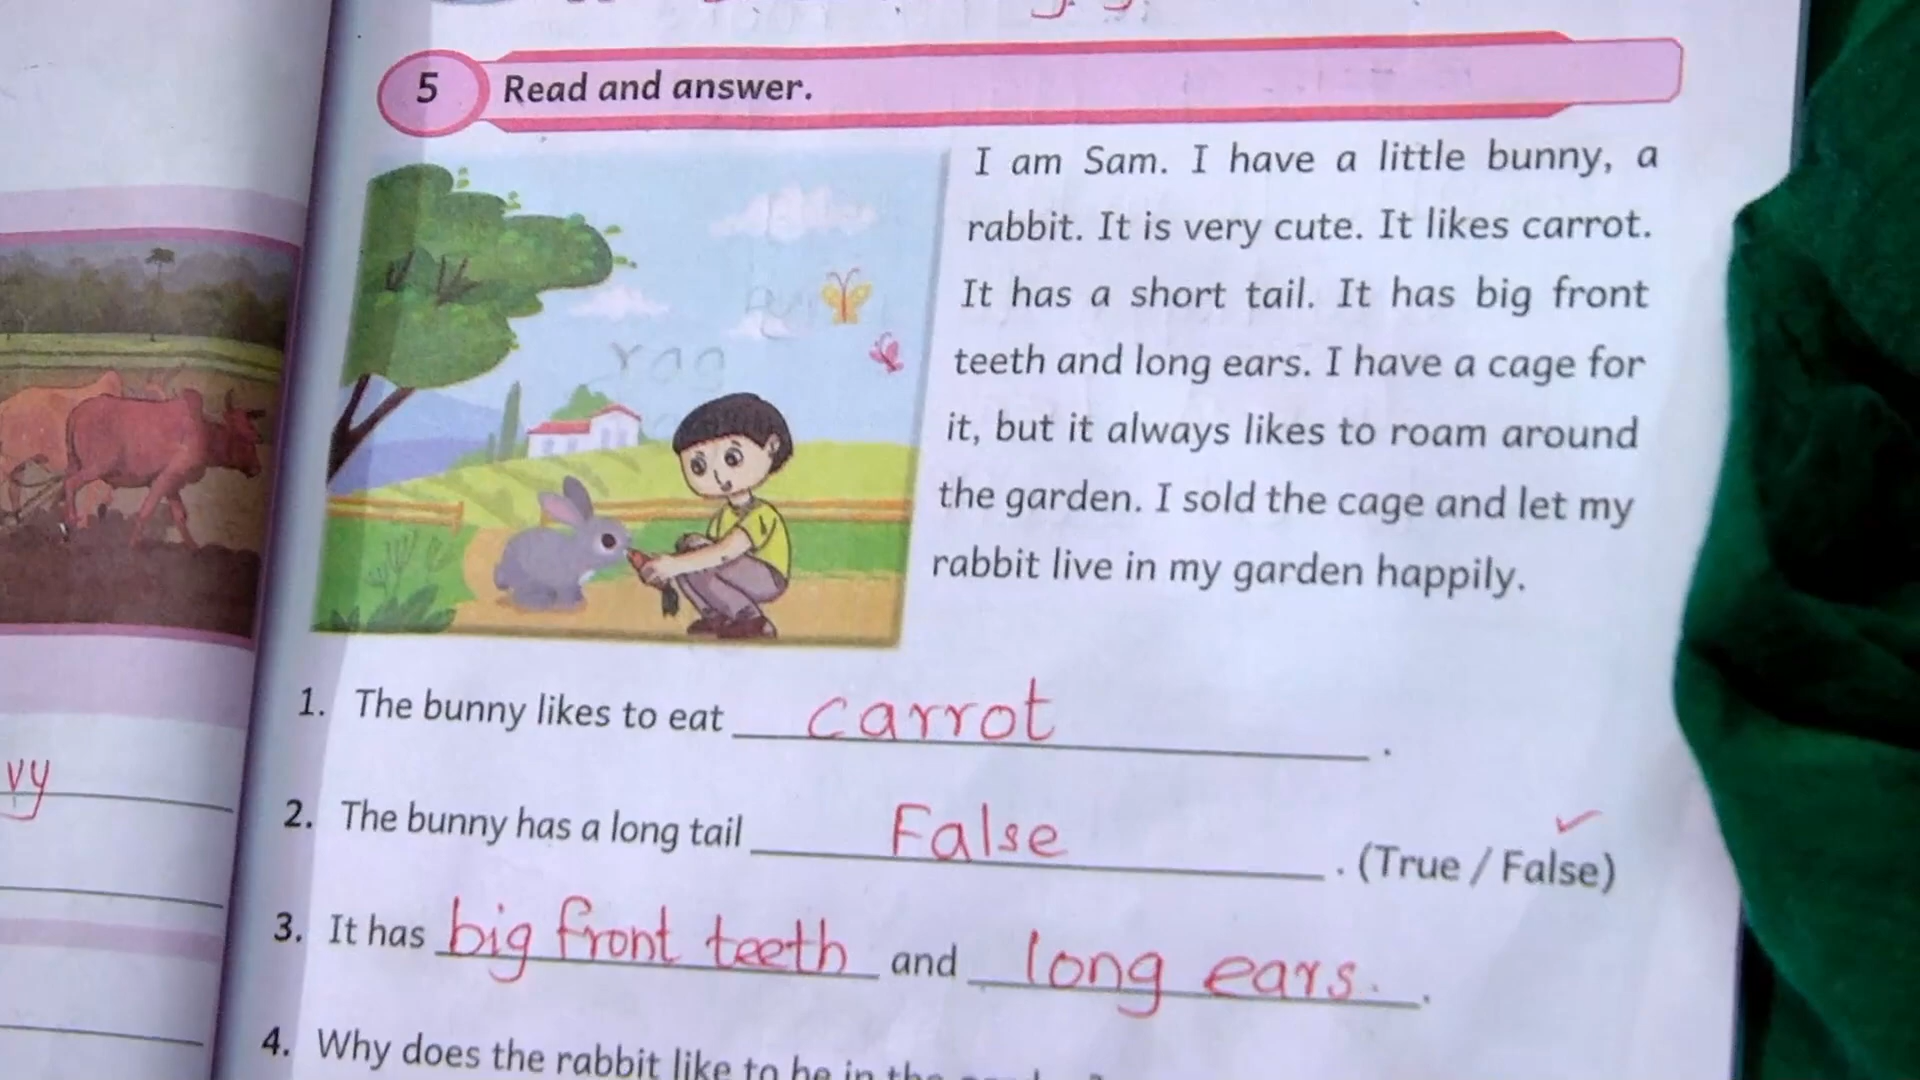 5 Read and answer.
I am Sam. I have a little bunny, a
rabbit. It is very cute. It likes carrot.
It has a short tail. It has big front
teeth and long ears. I have a cage for
it, but it always likes to roam around
the garden. I sold the cage and let my
rabbit live in my garden happily.
1. The bunny likes to eat carrot.
2. The bunny has a long tail False. (True / False)
3. It has big front teeth and long ears.
vy
4. Why does the rabbit like to be in the